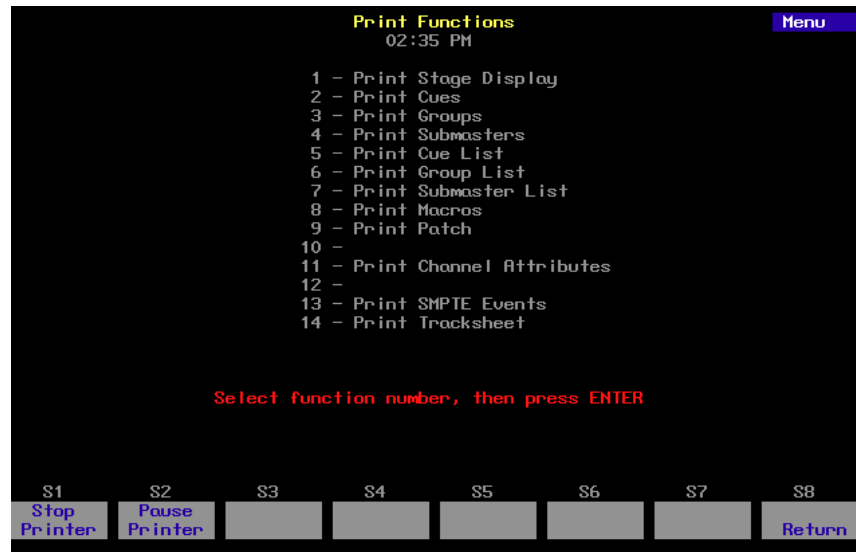 Print Functions Menu
02:35 PM
1 - Print Stage Display
2 - Print Cues
3 - Print Groups
4 - Print Submasters
5 - Print Cue List
6 - Print Group List
7 - Print Submaster List
8 - Print Macros
9 - Print Patch
10 -
11 - Print Channel Attributes
12 -
13 - Print SMPTE Events
14 - Print Tracksheet
Select function number, then press ENTER
S1 S2 S3 S4 S5 S6 S7 S8
Stop Pause
Printer Printer Return